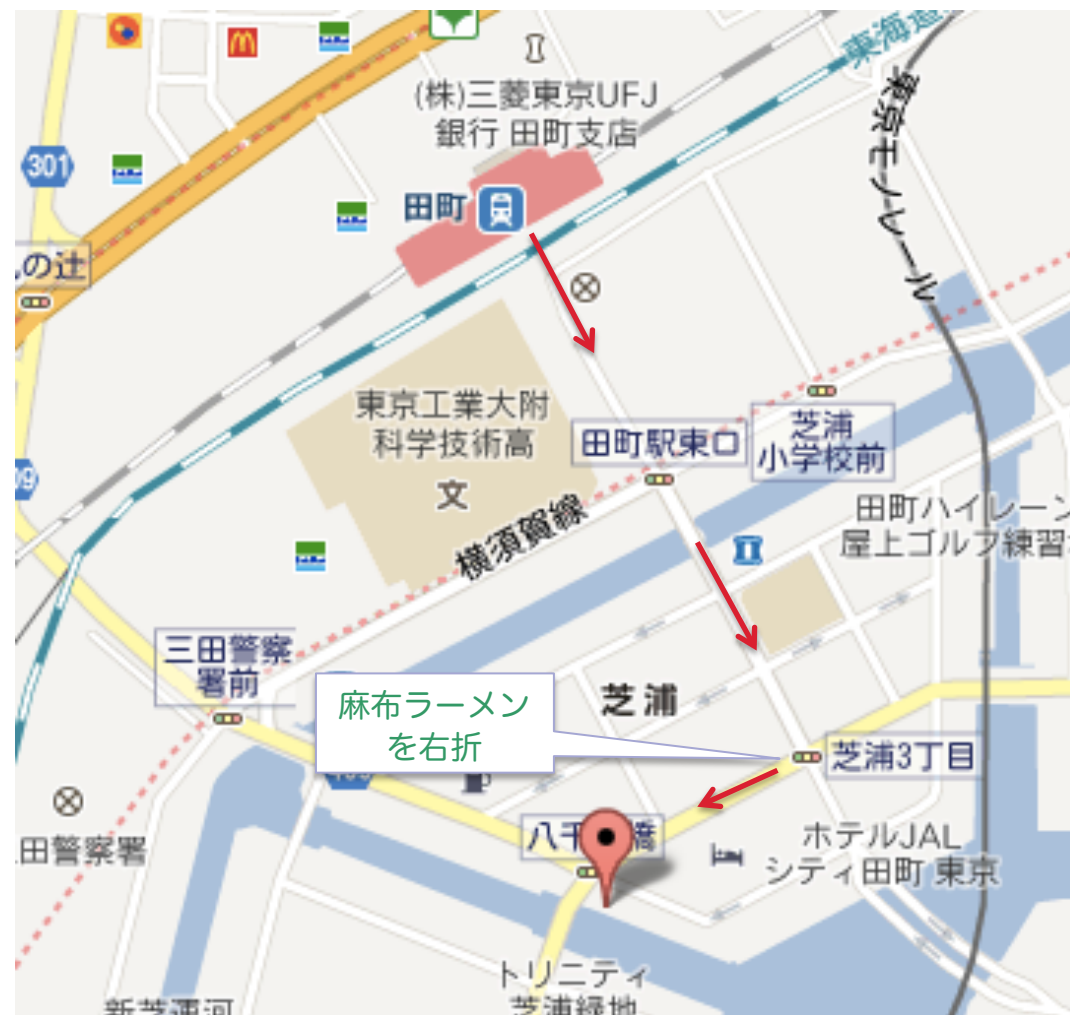 東海道
(株)三菱東京UFJ
銀行 田町支店
東京モノレール
301
田町
の辻
東京工業大附
科学技術高
文
田町駅東口
芝浦
小学校前
横須賀線
田町ハイレーン
屋上ゴルフ練習
三田警察
署前
芝浦
麻布ラーメン
を右折
芝浦3丁目
八千 橋
ホテルJAL
シティ田町 東京
田警察署
トリニティ
芝浦緑地
新芝運河